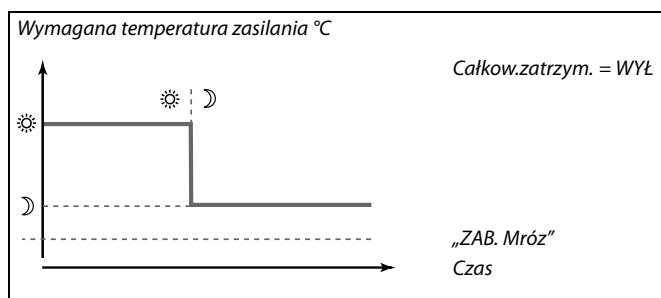 Wymagana temperatura zasilania °C
Całkow.zatrzym. = WYŁ
„ZAB. Mróz”
Czas